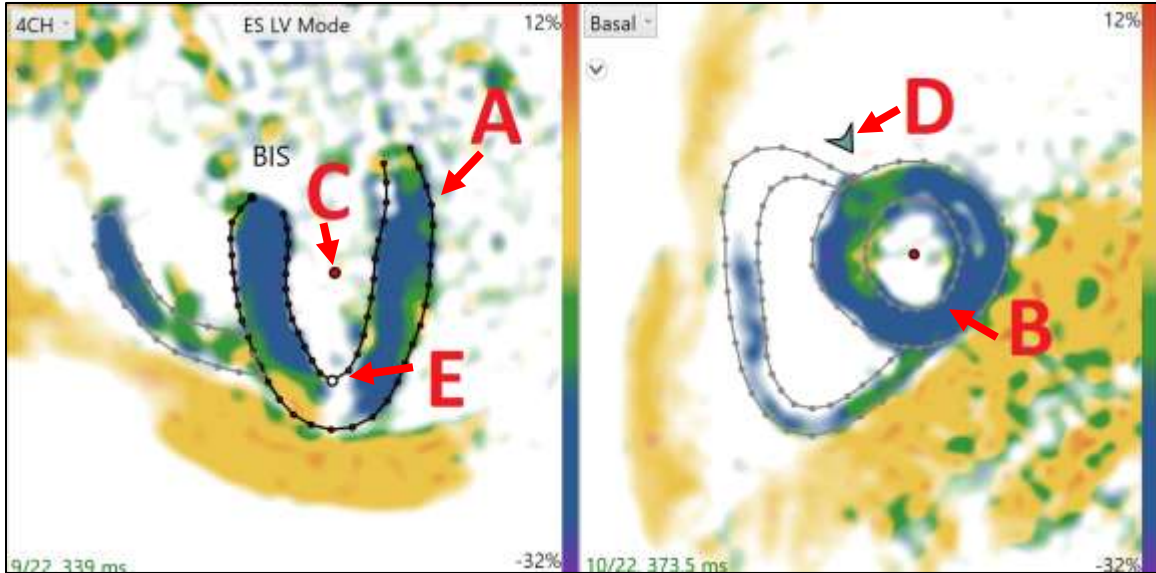 4CH
ES LV Mode
12%
BIS
A
C
E
9/22 339 ms
-32%
Basal
12%
D
B
10/22 373.5 ms
-32%